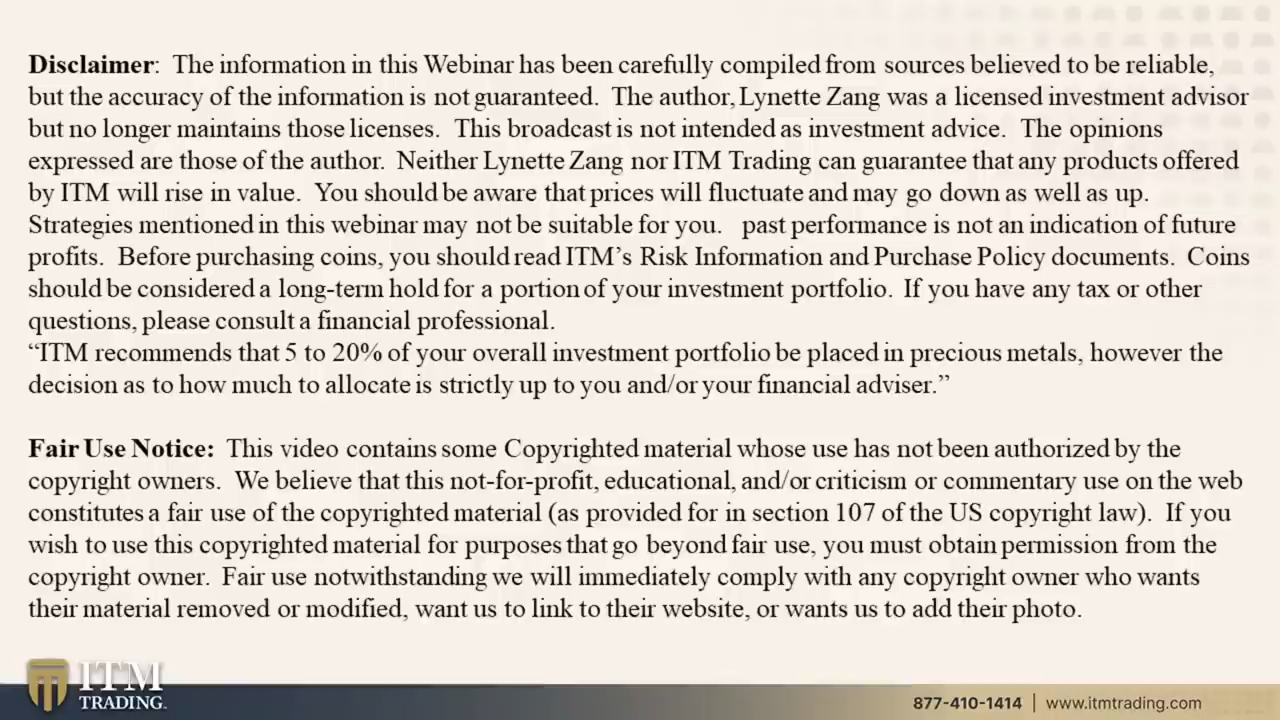 Disclaimer: The information in this Webinar has been carefully compiled from sources believed to be reliable,
but the accuracy of the information is not guaranteed. The author, Lynette Zang was a licensed investment advisor
but no longer maintains those licenses. This broadcast is not intended as investment advice. The opinions
expressed are those of the author. Neither Lynette Zang nor ITM Trading can guarantee that any products offered
by ITM will rise in value. You should be aware that prices will fluctuate and may go down as well as up.
Strategies mentioned in this webinar may not be suitable for you. past performance is not an indication of future
profits. Before purchasing coins, you should read ITM’s Risk Information and Purchase Policy documents. Coins
should be considered a long-term hold for a portion of your investment portfolio. If you have any tax or other
questions, please consult a financial professional.
“ITM recommends that 5 to 20% of your overall investment portfolio be placed in precious metals, however the
decision as to how much to allocate is strictly up to you and/or your financial adviser.”
Fair Use Notice: This video contains some Copyrighted material whose use has not been authorized by the
copyright owners. We believe that this not-for-profit, educational, and/or criticism or commentary use on the web
constitutes a fair use of the copyrighted material (as provided for in section 107 of the US copyright law). If you
wish to use this copyrighted material for purposes that go beyond fair use, you must obtain permission from the
copyright owner. Fair use notwithstanding we will immediately comply with any copyright owner who wants
their material removed or modified, want us to link to their website, or wants us to add their photo.
ITM
TRADING
877-410-1414 | www.itmtrading.com